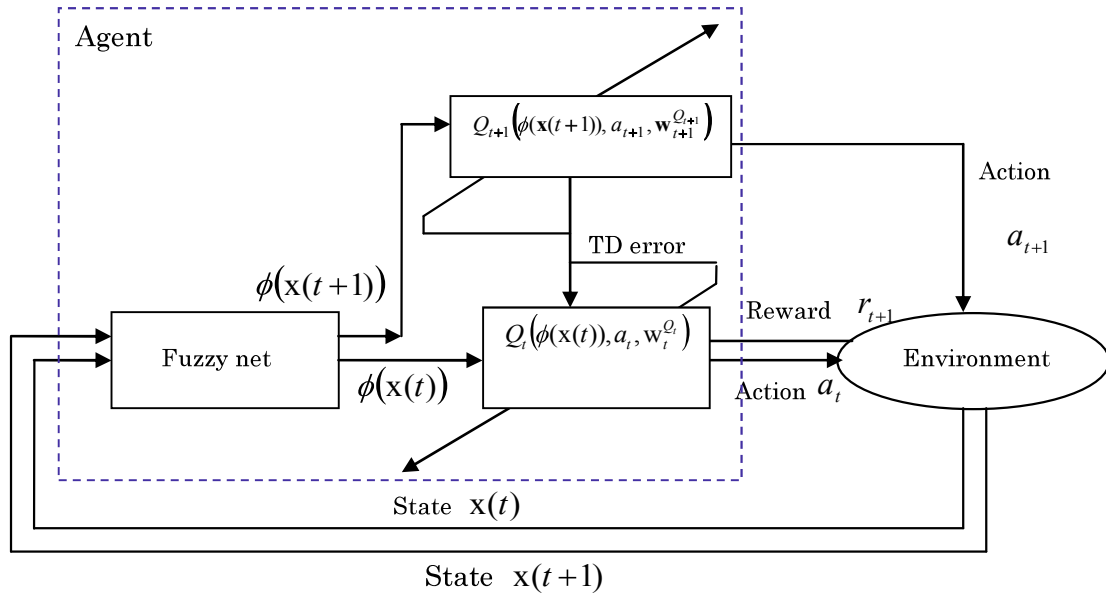 Agent
Q_{t+1}(ϕ(x(t+1)), a_{t+1}, w_{t+1}^{Q_{t+1}})
Action
a_{t+1}
TD error
ϕ(x(t+1))
Reward r_{t+1}
Q_t(ϕ(x(t)), a_t, w_t^{Q_t})
Fuzzy net
Environment
ϕ(x(t))
Action a_t
State x(t)
State x(t+1)